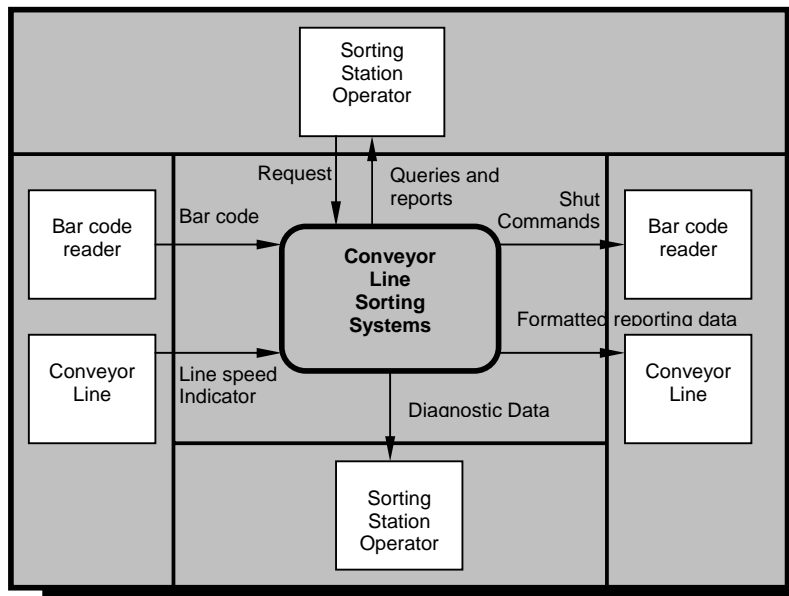 Sorting
Station
Operator
Request
Queries and
reports
Bar code
reader
Bar code
Shut
Commands
Bar code
reader
Conveyor
Line
Sorting
Systems
Conveyor
Line
Line speed
Indicator
Formatted reporting data
Conveyor
Line
Diagnostic Data
Sorting
Station
Operator